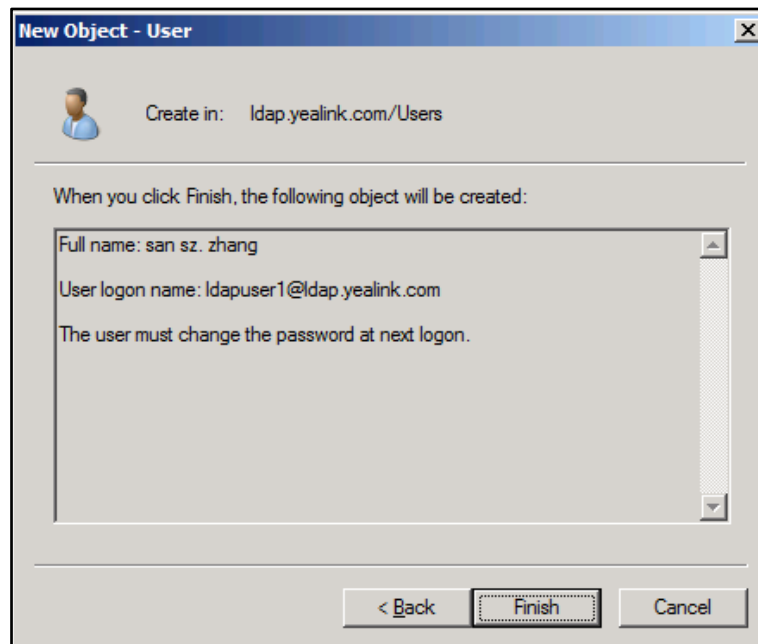 New Object - User
Create in: ldap.yealink.com/Users
When you click Finish, the following object will be created:
Full name: san sz. zhang
User logon name: ldapuser1@ldap.yealink.com
The user must change the password at next logon.
< Back Finish Cancel